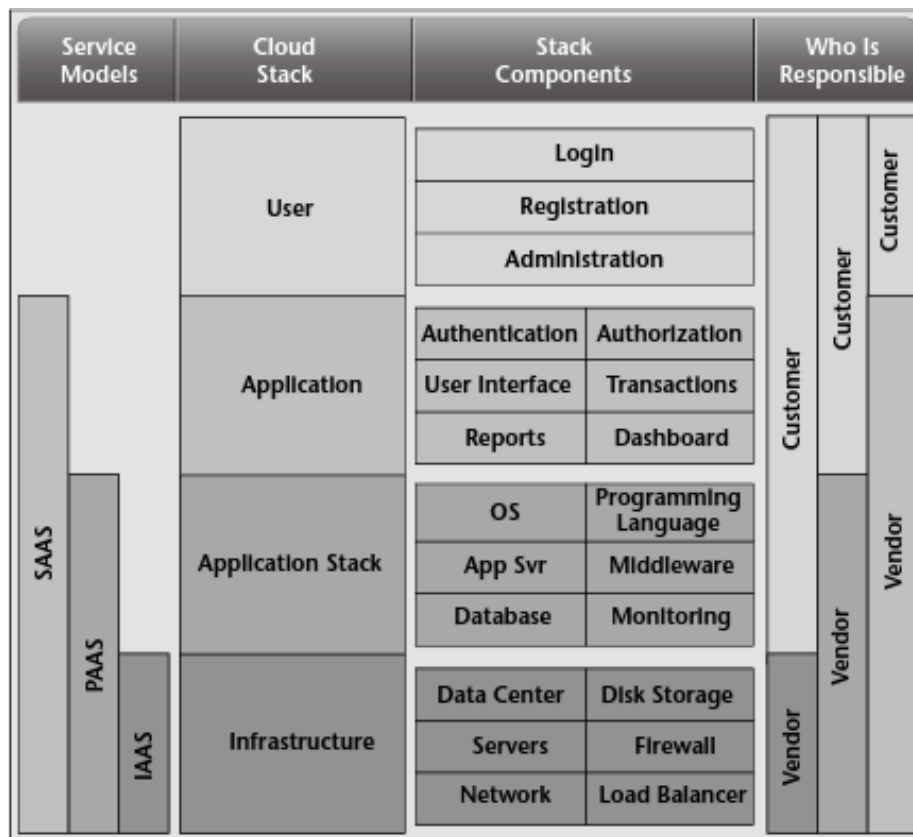 Service
Models
Cloud
Stack
Stack
Components
Who Is
Responsible
User
Login
Registration
Administration
Application
Authentication
Authorization
User Interface
Transactions
Reports
Dashboard
Application Stack
OS
Programming
Language
App Svr
Middleware
Database
Monitoring
Infrastructure
Data Center
Disk Storage
Servers
Firewall
Network
Load Balancer
SAAS
PAAS
IAAS
Customer
Vendor
Customer
Vendor
Customer
Vendor